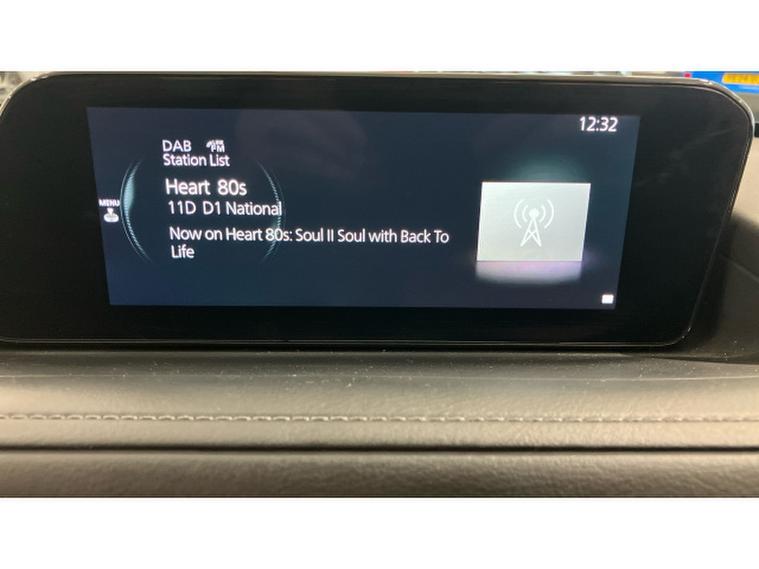 12:32
DAB FM
Station List
Heart 80s
MENU
11D D1 National
Now on Heart 80s: Soul II Soul with Back To
Life